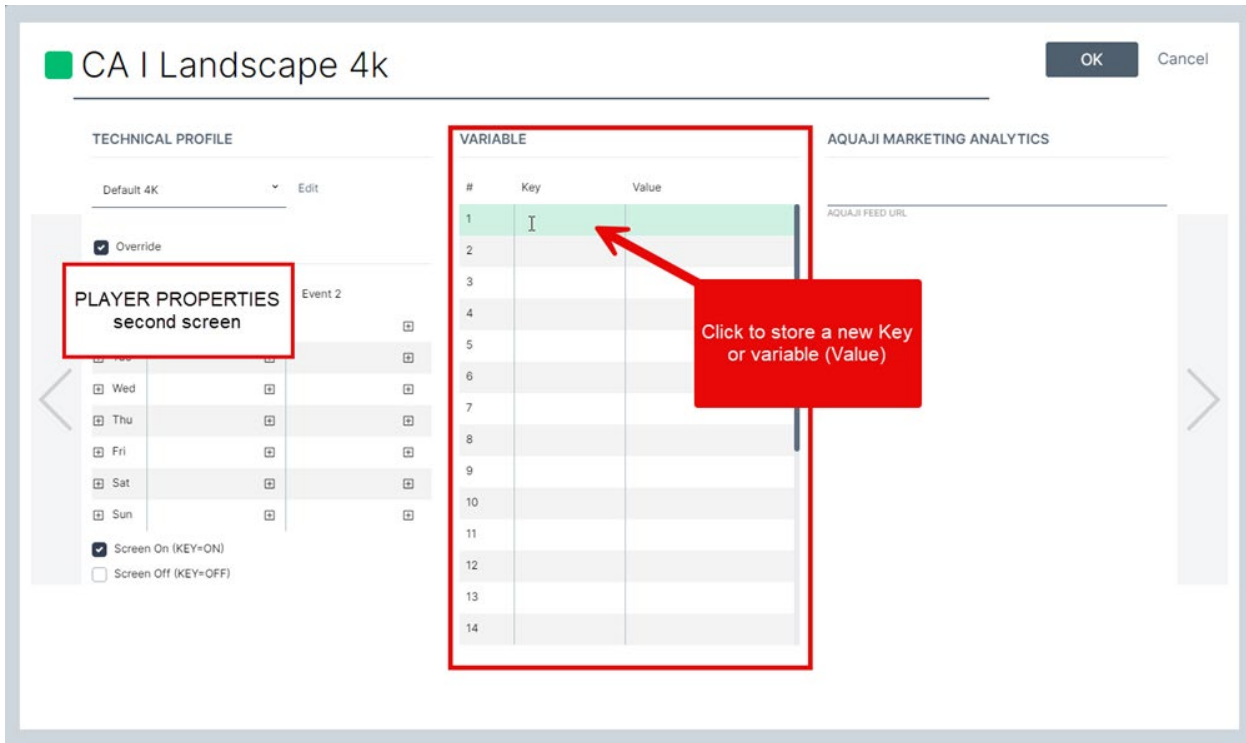 CA I Landscape 4k
OK
Cancel
TECHNICAL PROFILE
Default 4K
Edit
Override
PLAYER PROPERTIES
second screen
Event 2
Wed
Thu
Fri
Sat
Sun
Screen On (KEY=ON)
Screen Off (KEY=OFF)
VARIABLE
# Key Value
1
2
3
4
5
6
7
8
9
10
11
12
13
14
Click to store a new Key
or variable (Value)
AQUAJI MARKETING ANALYTICS
AQUAJI FEED URL